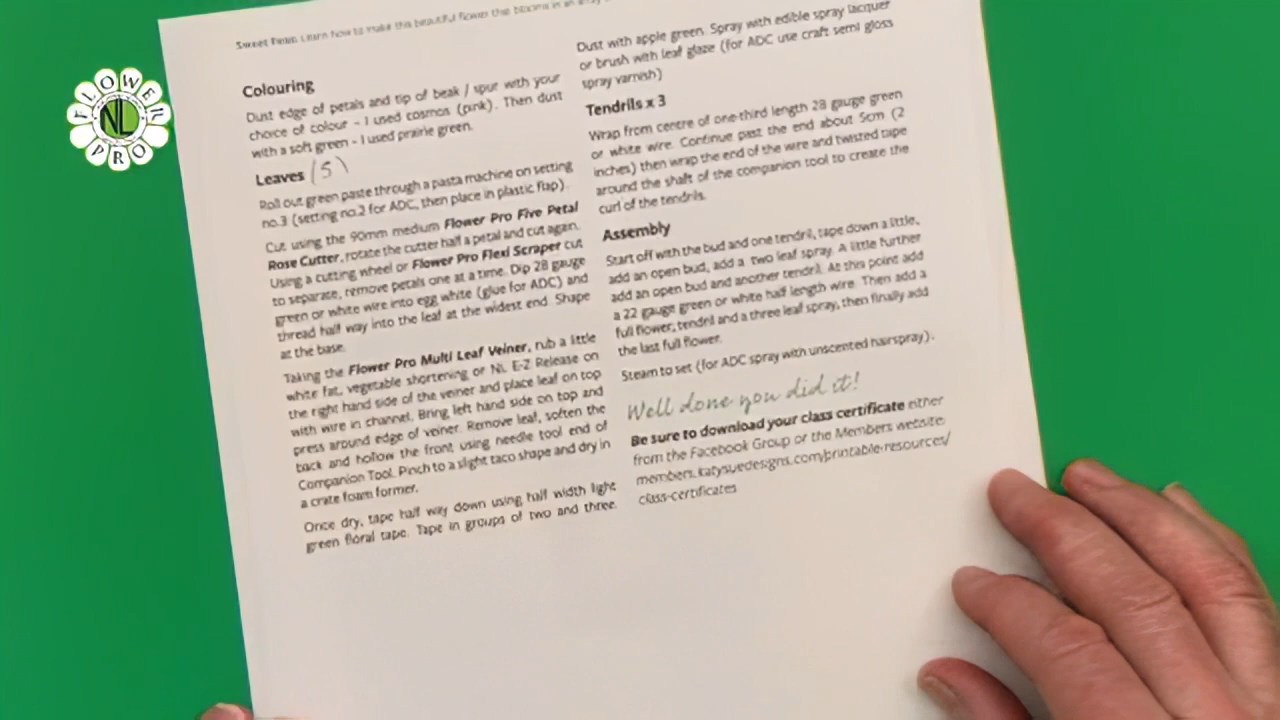 FLOWER
NL
PRO
Sweet Peas: Learn how to make this beautiful flower that blooms in an array
Colouring
Dust edge of petals and tip of beak / spur with your
choice of colour - I used cosmos (pink). Then dust
with a soft green - I used prairie green.
Leaves (5)
Roll out green paste through a pasta machine on setting
no.3 (setting no.2 for ADC, then place in plastic flap).
Cut using the 90mm medium Flower Pro Five Petal
Rose Cutter, rotate the cutter half a petal and cut again.
Using a cutting wheel or Flower Pro Flexi Scraper cut
to separate, remove petals one at a time. Dip 28 gauge
green or white wire into egg white (glue for ADC) and
thread half way into the leaf at the widest end. Shape
at the base.
Taking the Flower Pro Multi Leaf Veiner, rub a little
white fat, vegetable shortening or NL E-Z Release on
the right hand side of the veiner and place leaf on top
with wire in channel. Bring left hand side on top and
press around edge of veiner. Remove leaf, soften the
back and hollow the front using needle tool end of
Companion Tool. Pinch to a slight taco shape and dry in
a crate foam former.
Once dry, tape half way down using half width light
green floral tape. Tape in groups of two and three.
Dust with apple green. Spray with edible spray lacquer
or brush with leaf glaze (for ADC use craft semi gloss
spray varnish)
Tendrils x 3
Wrap from centre of one-third length 28 gauge green
or white wire. Continue past the end about 5cm (2
inches) then wrap the end of the wire and twisted tape
around the shaft of the companion tool to create the
curl of the tendrils.
Assembly
Start off with the bud and one tendril, tape down a little,
add an open bud, add a two leaf spray. A little further
add an open bud and another tendril. At this point add
a 22 gauge green or white half length wire. Then add a
full flower, tendril and a three leaf spray, then finally add
the last full flower.
Steam to set (for ADC spray with unscented hairspray).
Well done you did it!
Be sure to download your class certificate either
from the Facebook Group or the Members website:
members.katysuedesigns.com/printable-resources/
class-certificates